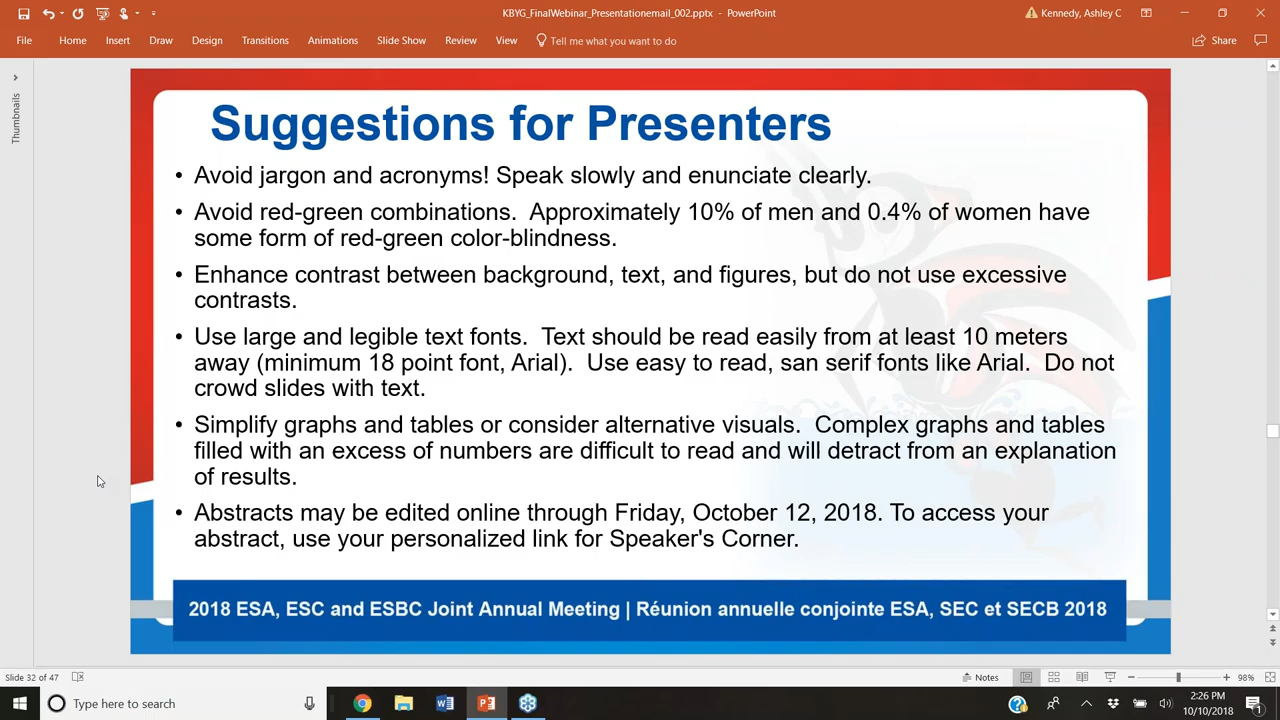 KBYG_FinalWebinar_Presentationemail_002.pptx - PowerPoint
Kennedy, Ashley C
File Home Insert Draw Design Transitions Animations Slide Show Review View Tell me what you want to do Share
Thumbnails
Suggestions for Presenters
• Avoid jargon and acronyms! Speak slowly and enunciate clearly.
• Avoid red-green combinations. Approximately 10% of men and 0.4% of women have
some form of red-green color-blindness.
• Enhance contrast between background, text, and figures, but do not use excessive
contrasts.
• Use large and legible text fonts. Text should be read easily from at least 10 meters
away (minimum 18 point font, Arial). Use easy to read, san serif fonts like Arial. Do not
crowd slides with text.
• Simplify graphs and tables or consider alternative visuals. Complex graphs and tables
filled with an excess of numbers are difficult to read and will detract from an explanation
of results.
• Abstracts may be edited online through Friday, October 12, 2018. To access your
abstract, use your personalized link for Speaker's Corner.
2018 ESA, ESC and ESBC Joint Annual Meeting | Réunion annuelle conjointe ESA, SEC et SECB 2018
Slide 32 of 47
Notes
98%
Type here to search
2:26 PM
10/10/2018
1